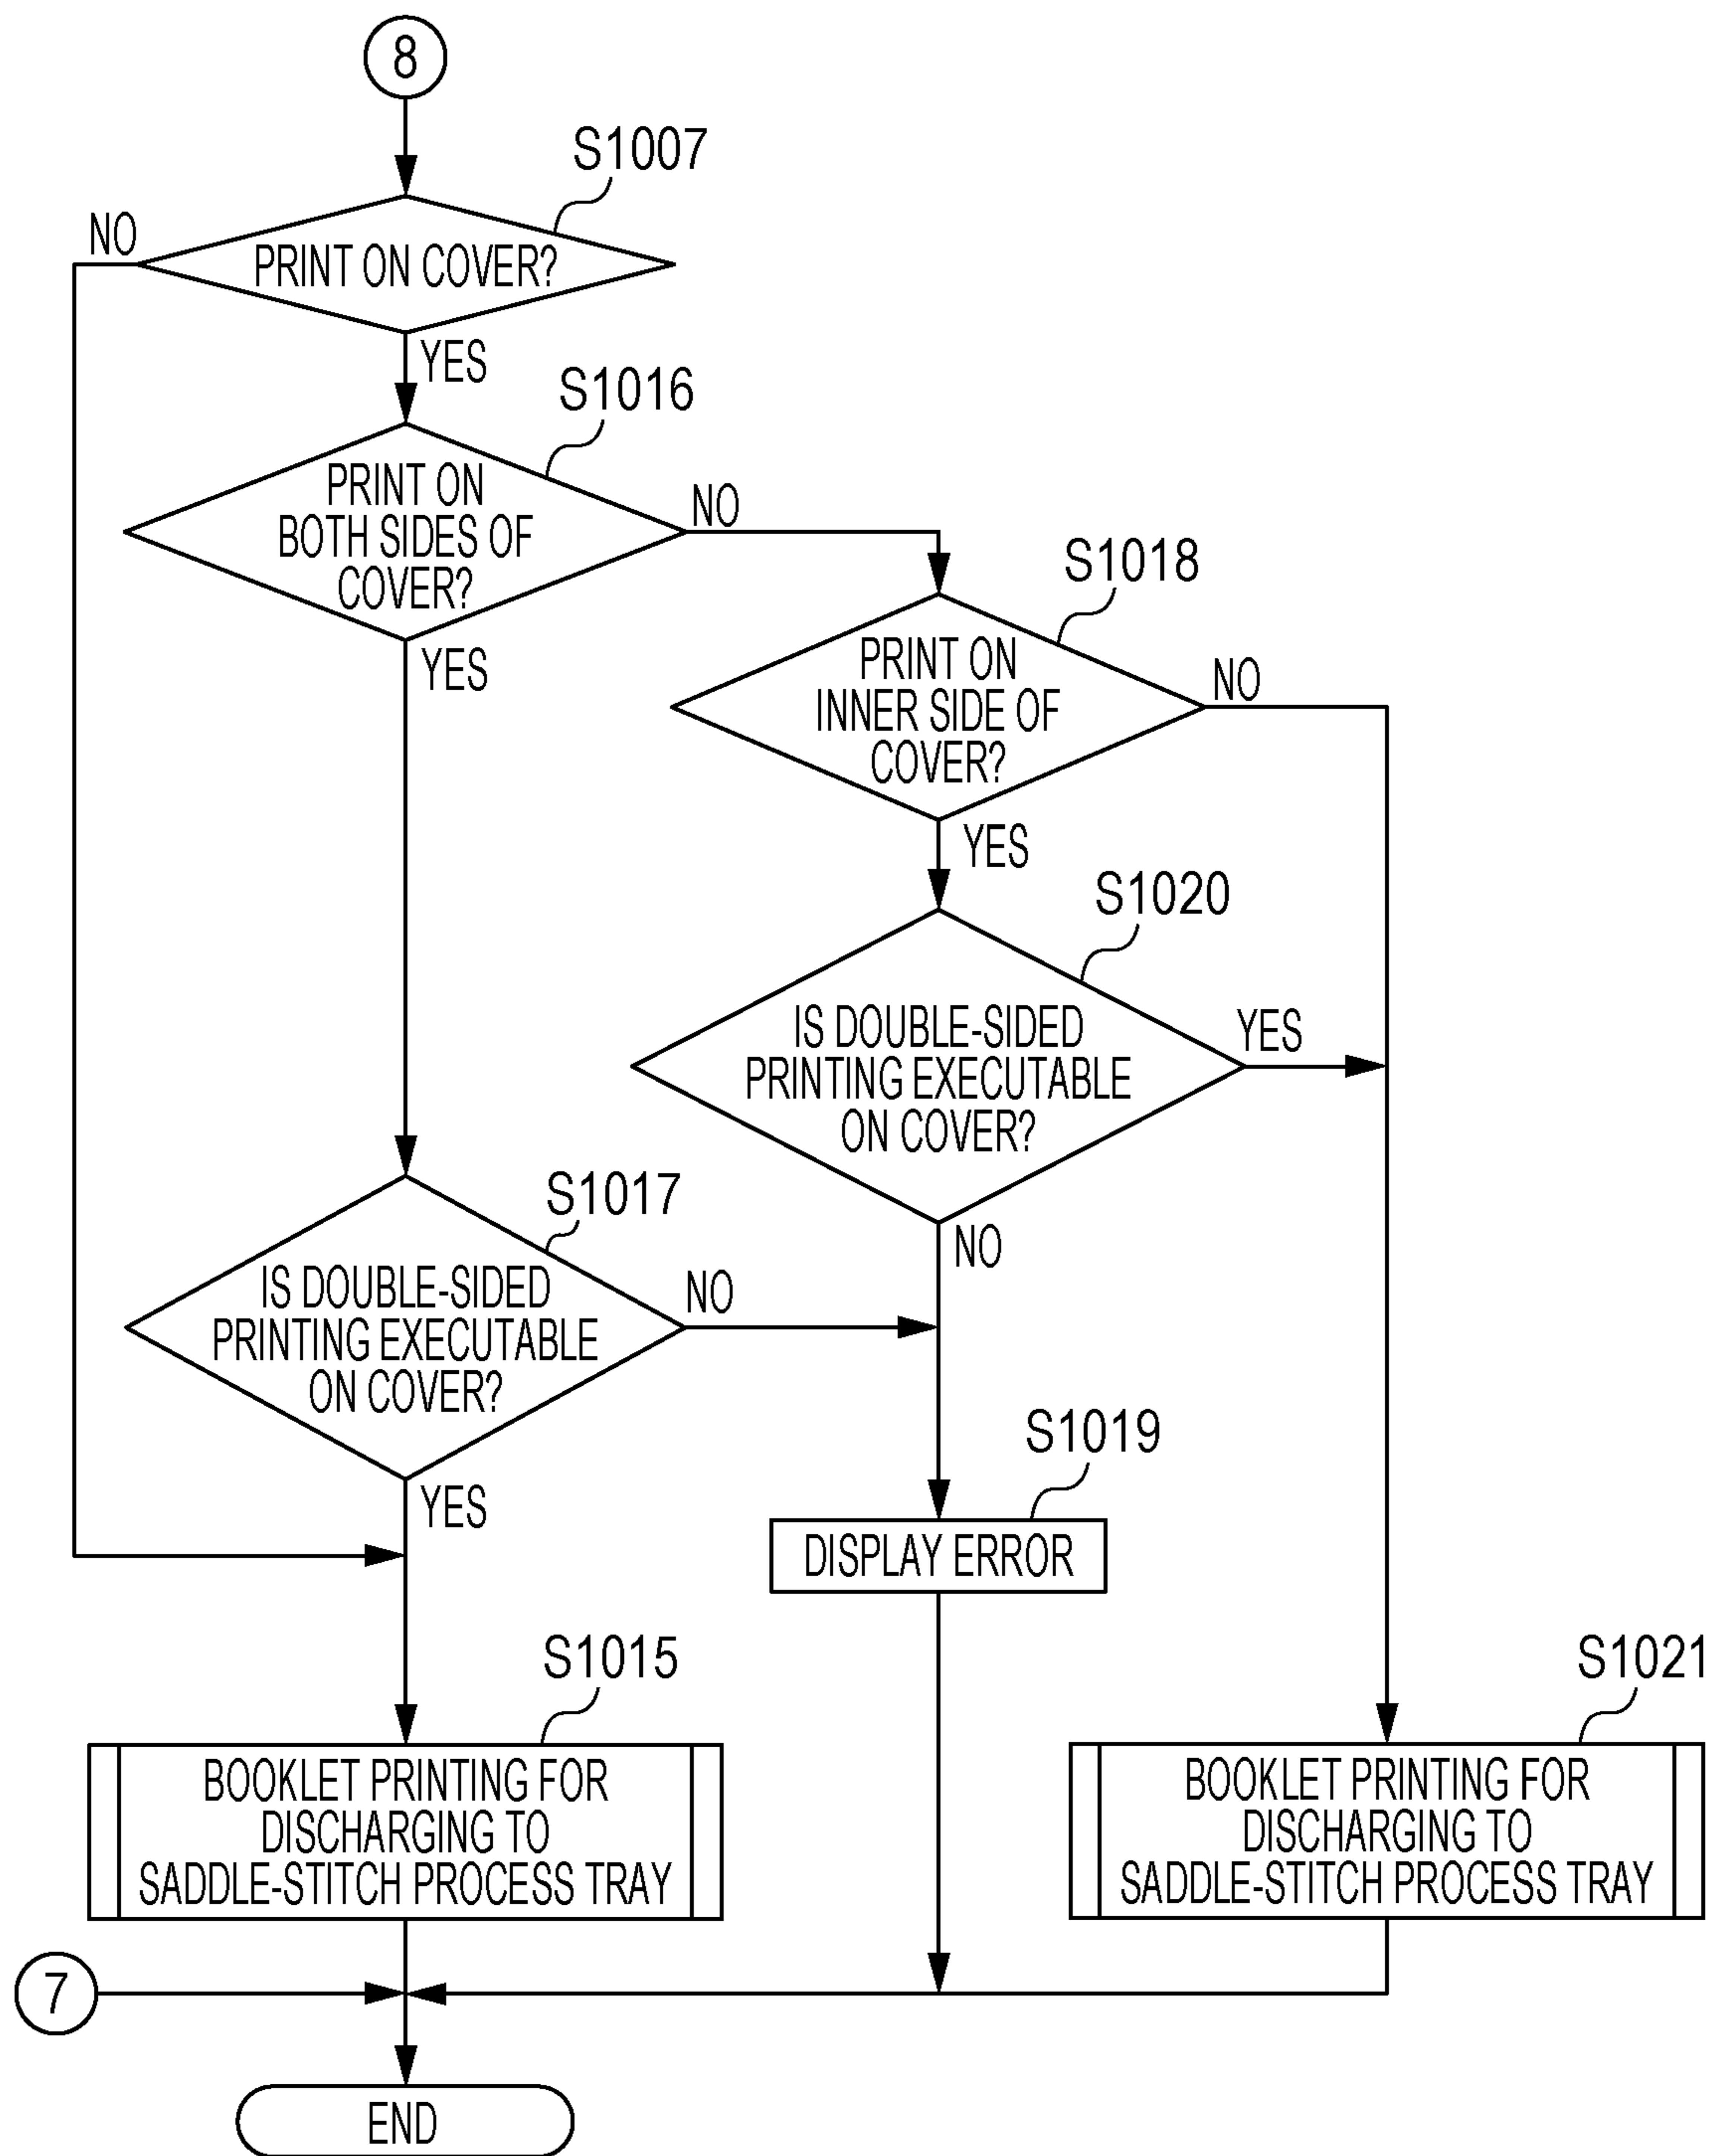 8
S1007
NO
PRINT ON COVER?
YES
S1016
PRINT ON
BOTH SIDES OF
COVER?
NO
YES
S1018
PRINT ON
INNER SIDE OF
COVER?
NO
YES
S1020
IS DOUBLE-SIDED
PRINTING EXECUTABLE
ON COVER?
YES
NO
S1017
IS DOUBLE-SIDED
PRINTING EXECUTABLE
ON COVER?
NO
YES
S1019
DISPLAY ERROR
S1015
BOOKLET PRINTING FOR
DISCHARGING TO
SADDLE-STITCH PROCESS TRAY
S1021
BOOKLET PRINTING FOR
DISCHARGING TO
SADDLE-STITCH PROCESS TRAY
7
END